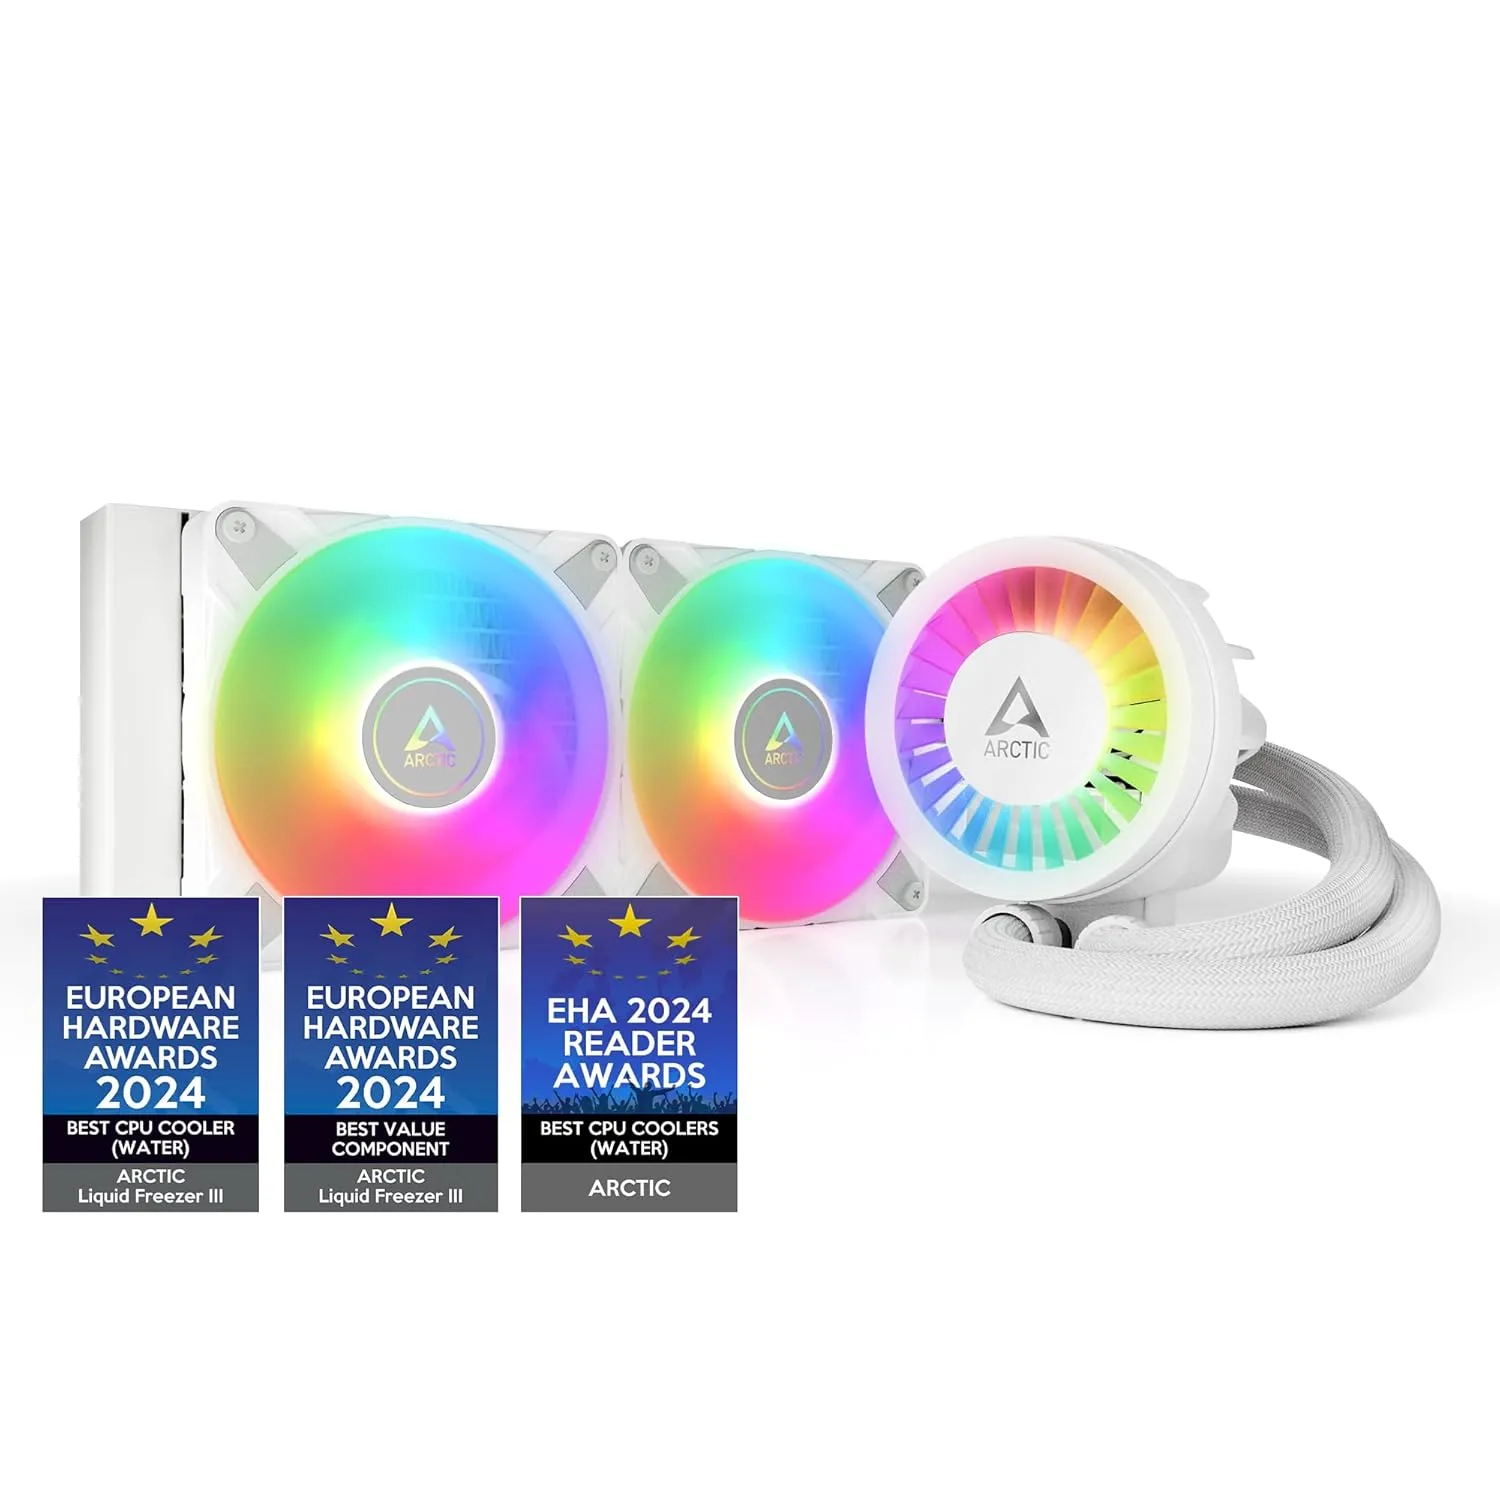 ARCTIC
ARCTIC
ARCTIC
EUROPEAN
HARDWARE
AWARDS
2024
BEST CPU COOLER
(WATER)
ARCTIC
Liquid Freezer III
EUROPEAN
HARDWARE
AWARDS
2024
BEST VALUE
COMPONENT
ARCTIC
Liquid Freezer III
EHA 2024
READER
AWARDS
BEST CPU COOLERS
(WATER)
ARCTIC